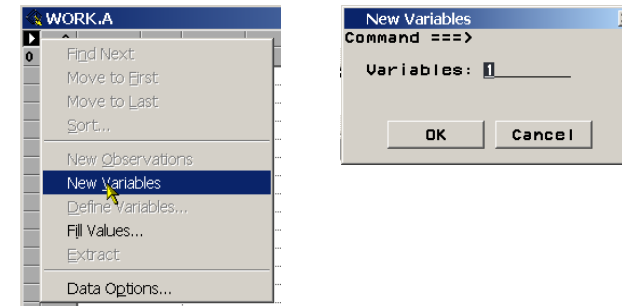 WORK.A
0
Find Next
Move to First
Move to Last
Sort...
New Observations
New Variables
Define Variables...
Fill Values...
Extract
Data Options...
New Variables
Command ===>
Variables: 1
OK Cancel